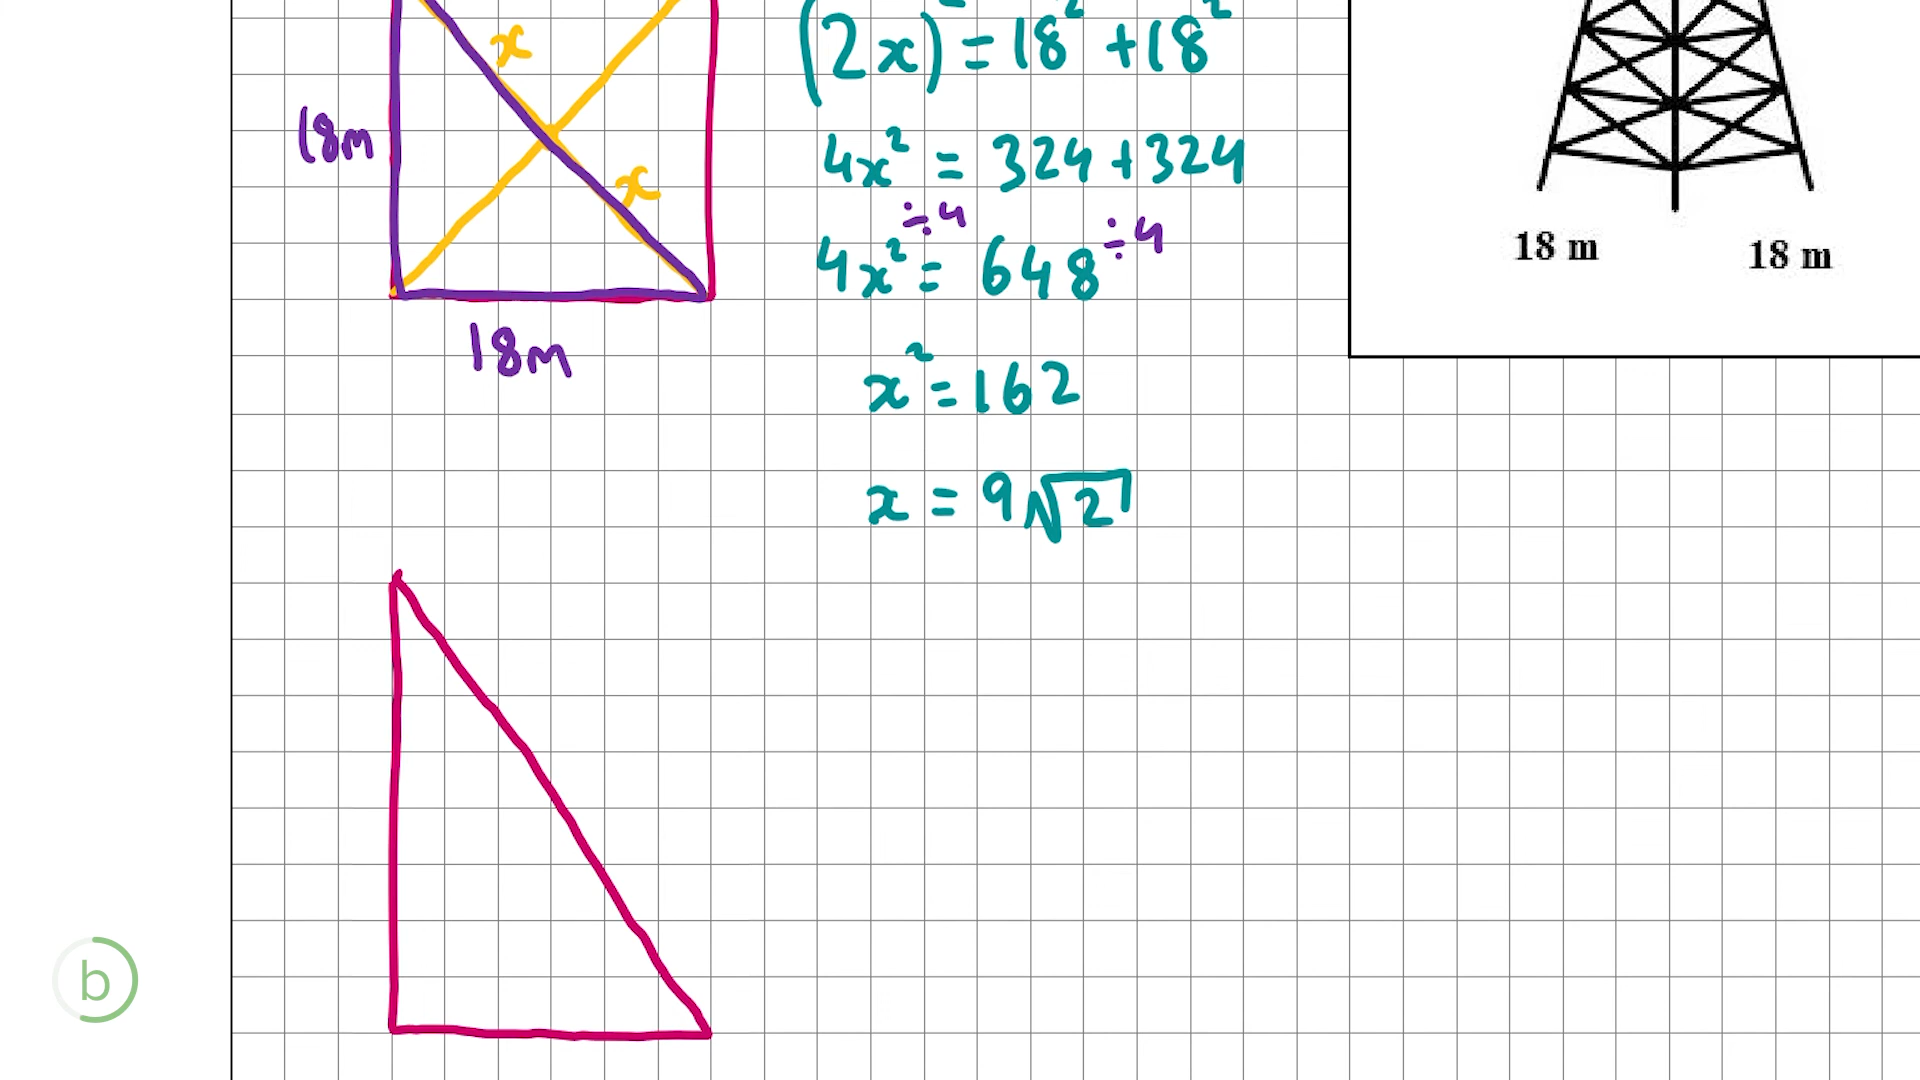 x
(2x)² = 18² + 18²
18m
4x² = 324 + 324
x
÷4 ÷4
4x² = 648
18m
x² = 162
x = 9√2
18 m
18 m
b